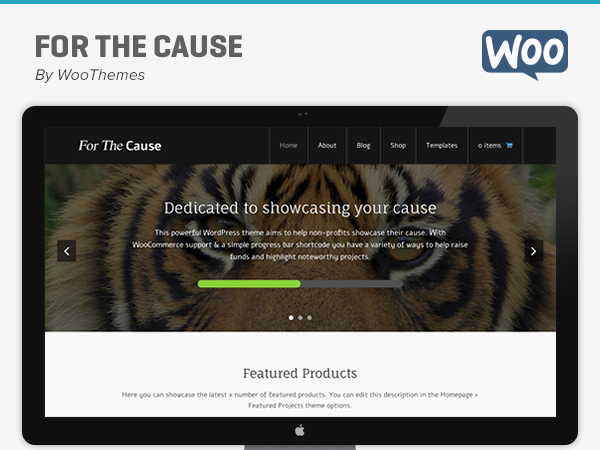 FOR THE CAUSE
By WooThemes
WOO
For The Cause
Home About Blog Shop Templates 0 items
Dedicated to showcasing your cause
This powerful WordPress theme aims to help non-profits showcase their cause. With
WooCommerce support & a simple progress bar shortcode you have a variety of ways to help raise
funds and highlight noteworthy projects.
Featured Products
Here you can showcase the latest x number of featured products. You can edit this description in the Homepage >
Featured Projects theme options.